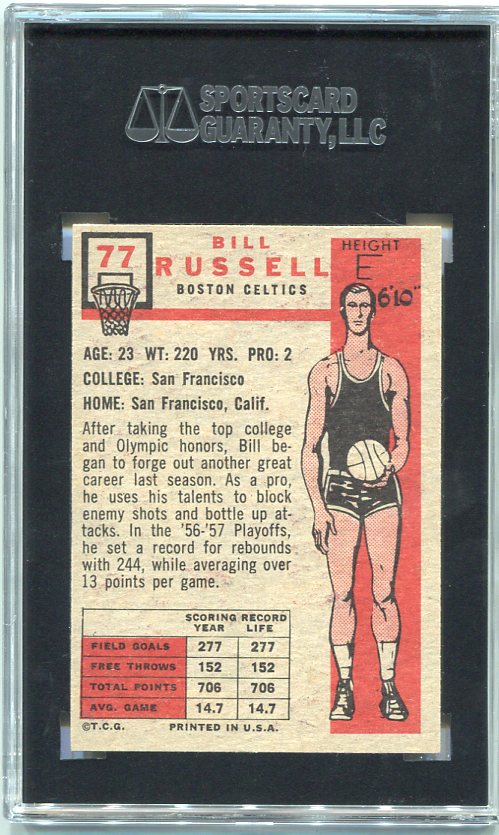 SPORTSCARD
GUARANTY, LLC
77
BILL
RUSSELL
BOSTON CELTICS
HEIGHT
E
6'10"
AGE: 23 WT: 220 YRS. PRO: 2
COLLEGE: San Francisco
HOME: San Francisco, Calif.
After taking the top college
and Olympic honors, Bill be-
gan to forge out another great
career last season. As a pro,
he uses his talents to block
enemy shots and bottle up at-
tacks. In the '56-'57 Playoffs,
he set a record for rebounds
with 244, while averaging over
13 points per game.
SCORING RECORD
YEAR LIFE
FIELD GOALS 277 277
FREE THROWS 152 152
TOTAL POINTS 706 706
AVG. GAME 14.7 14.7
©T.C.G. PRINTED IN U.S.A.